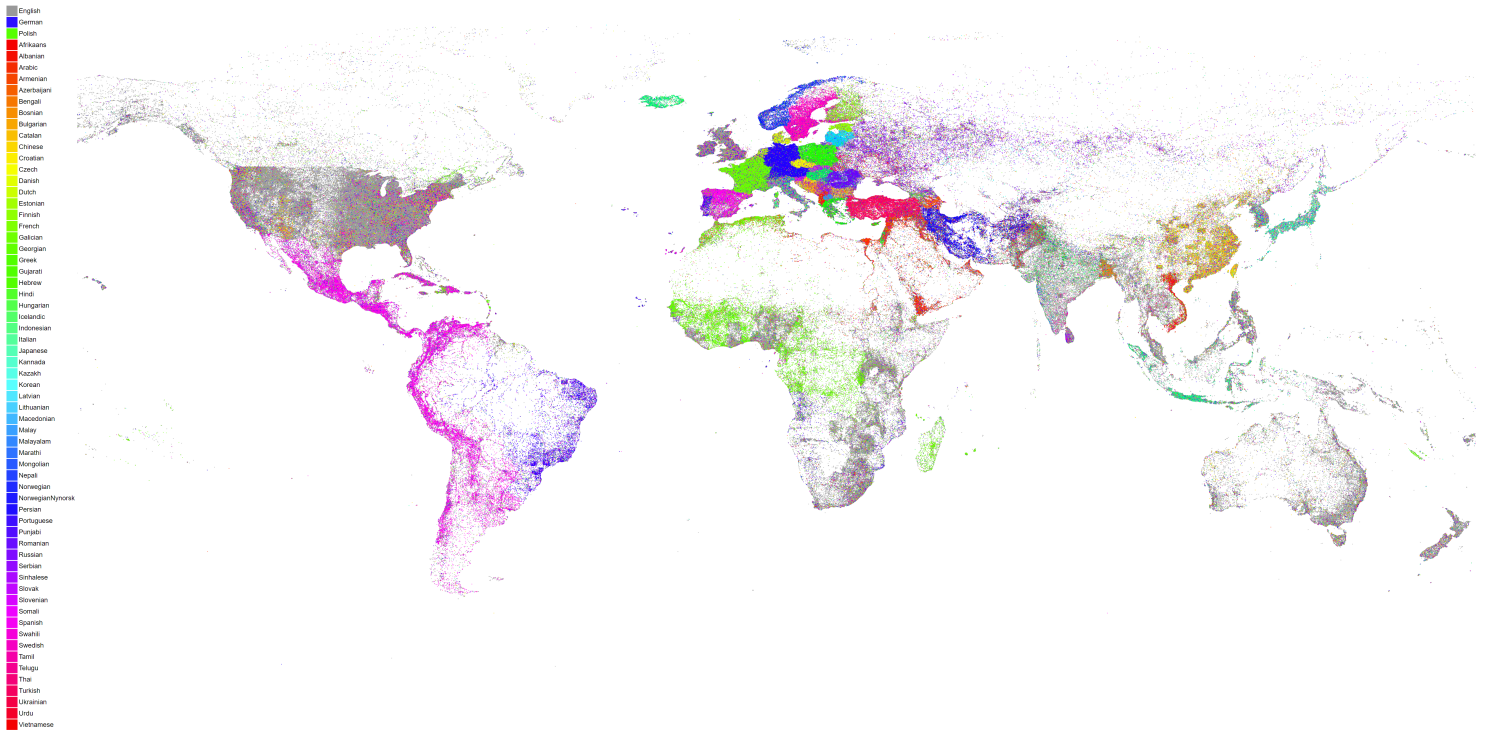 English
German
Polish
Afrikaans
Albanian
Arabic
Armenian
Azerbaijani
Bengali
Bosnian
Bulgarian
Catalan
Chinese
Croatian
Czech
Danish
Dutch
Estonian
Finnish
French
Galician
Georgian
Greek
Gujarati
Hebrew
Hindi
Hungarian
Icelandic
Indonesian
Italian
Japanese
Kannada
Kazakh
Korean
Latvian
Lithuanian
Macedonian
Malay
Malayalam
Marathi
Mongolian
Nepali
Norwegian
NorwegianNynorsk
Persian
Portuguese
Punjabi
Romanian
Russian
Serbian
Sinhalese
Slovak
Slovenian
Somali
Spanish
Swahili
Swedish
Tamil
Telugu
Thai
Turkish
Ukrainian
Urdu
Vietnamese